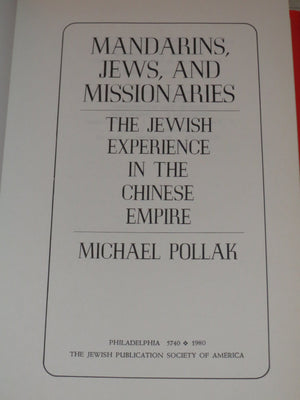 MANDARINS,
JEWS, AND
MISSIONARIES
THE JEWISH
EXPERIENCE
IN THE
CHINESE
EMPIRE
MICHAEL POLLAK
PHILADELPHIA 5740 ❖ 1980
THE JEWISH PUBLICATION SOCIETY OF AMERICA